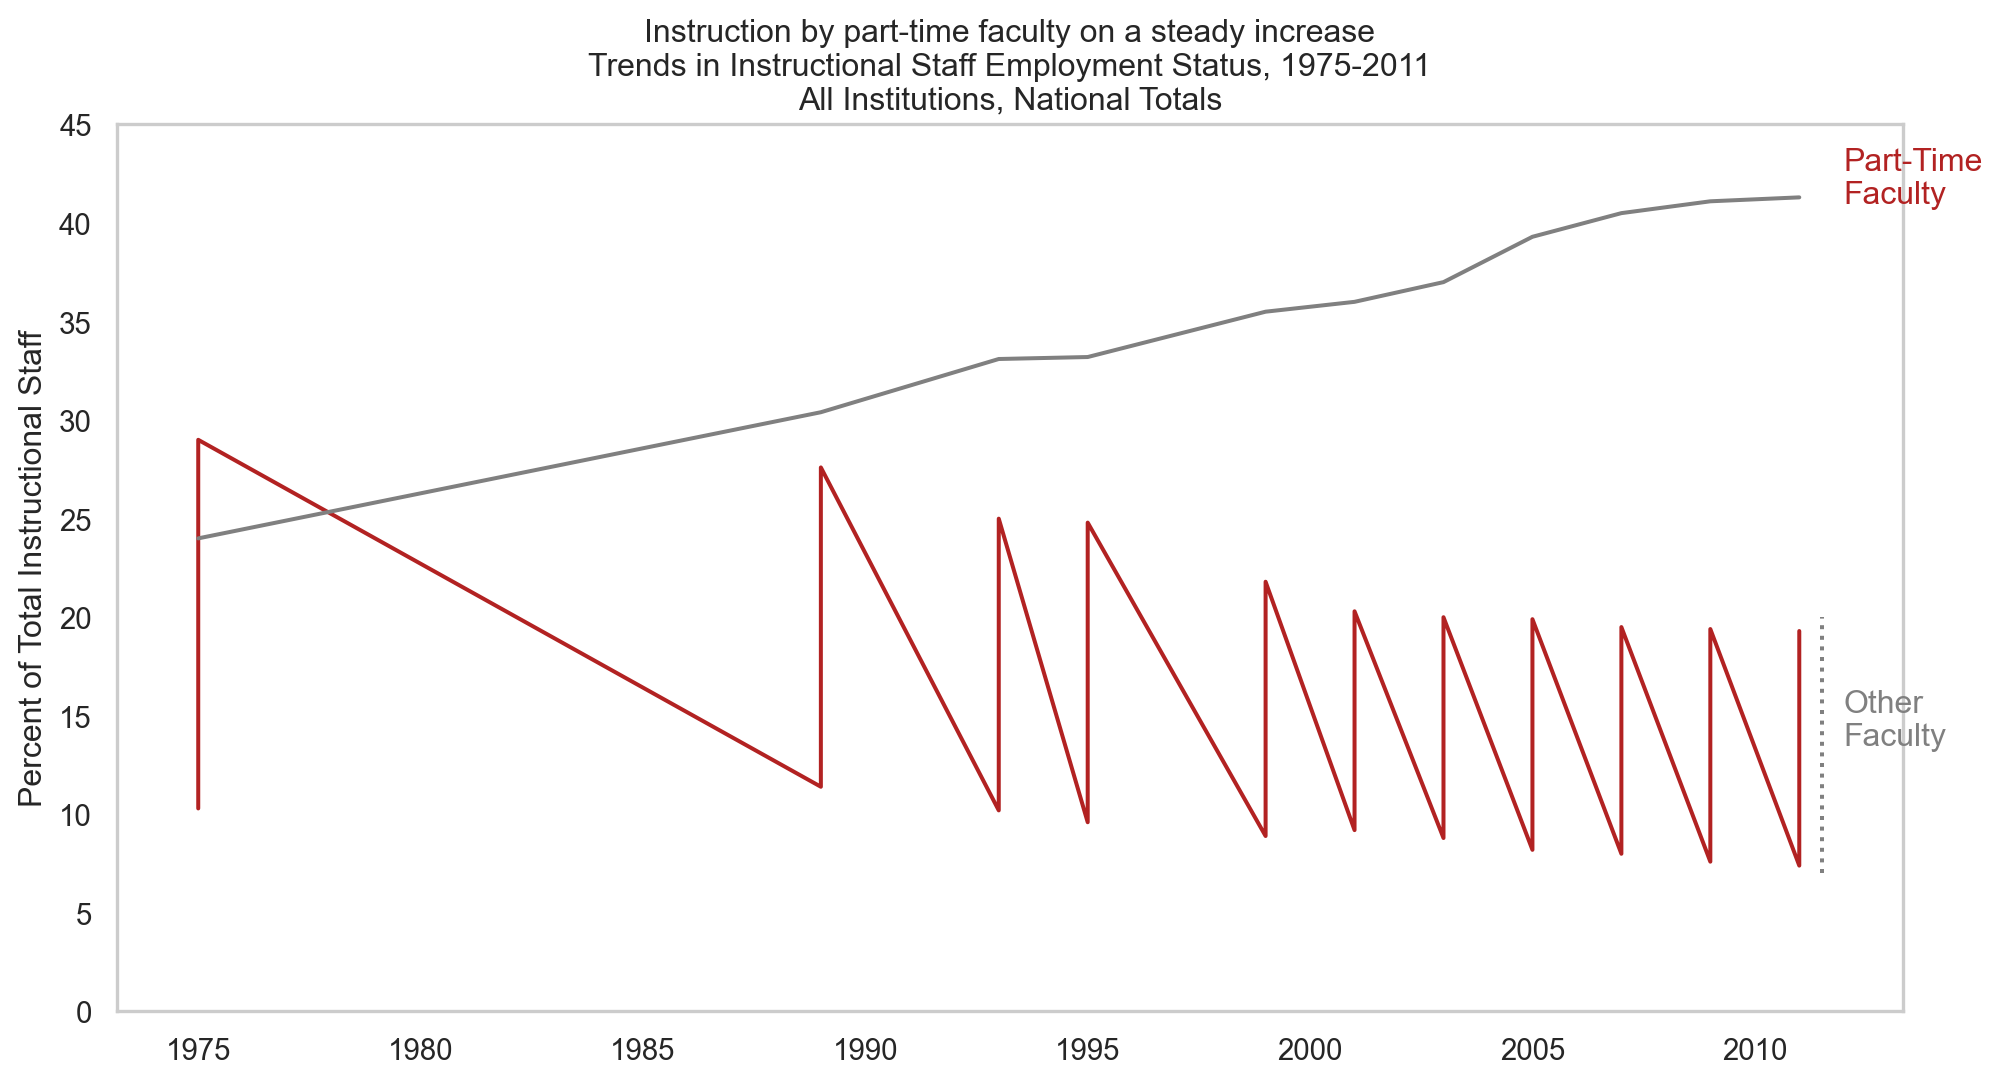 Instruction by part-time faculty on a steady increase
Trends in Instructional Staff Employment Status, 1975-2011
All Institutions, National Totals
Percent of Total Instructional Staff
45
40
35
30
25
20
15
10
5
0
Part-Time
Faculty
Other
Faculty
1975
1980
1985
1990
1995
2000
2005
2010